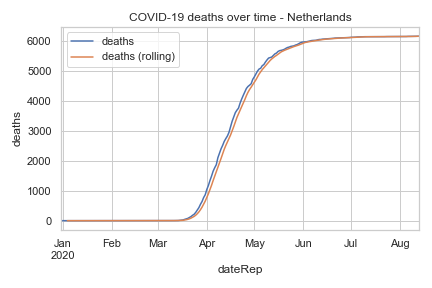 COVID-19 deaths over time - Netherlands
deaths
deaths (rolling)
deaths
6000
5000
4000
3000
2000
1000
0
Jan Feb Mar Apr May Jun Jul Aug
2020
dateRep